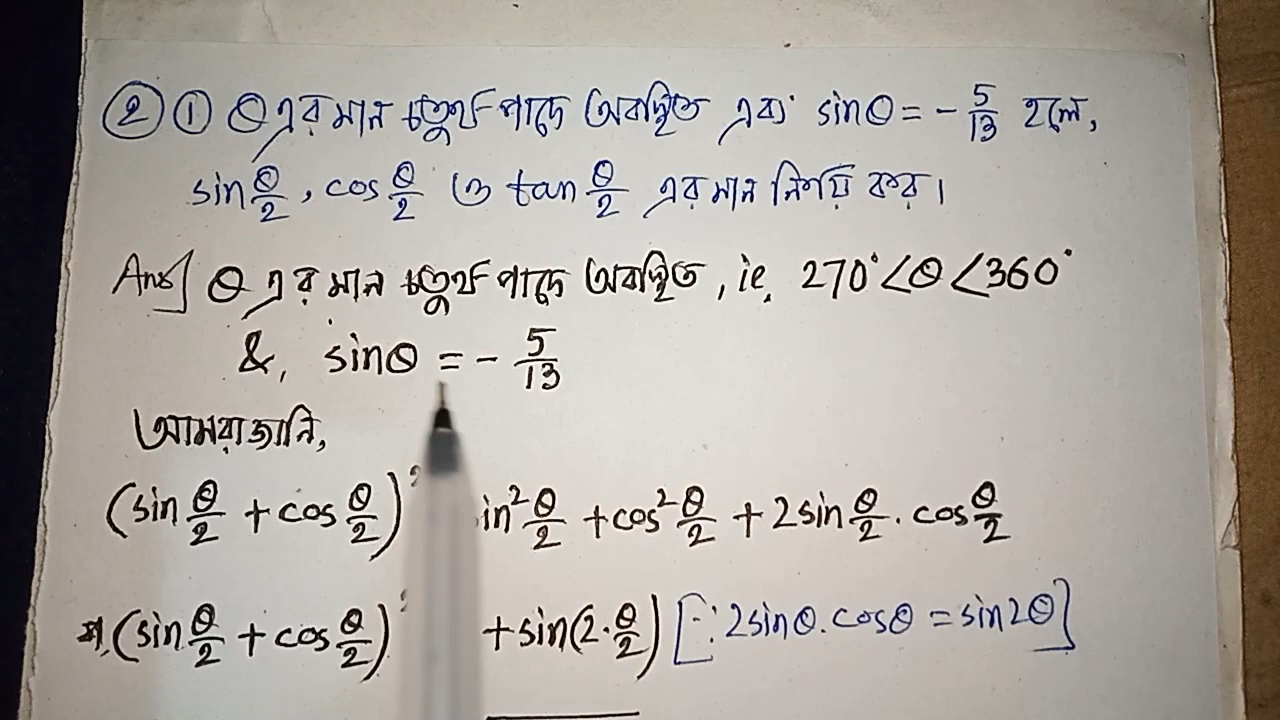 ② ① θ এর মান চতুর্থ পাদে অবস্থিত এবং sinθ = - 5/13 হলে,
sin θ/2, cos θ/2 ও tan θ/2 এর মান নির্ণয় কর।
Ans] θ এর মান চতুর্থ পাদে অবস্থিত, ie, 270° < θ < 360°
&, sinθ = - 5/13
আমরা জানি,
(sin θ/2 + cos θ/2) in² θ/2 + cos² θ/2 + 2 sin θ/2 . cos θ/2
বা, (sin θ/2 + cos θ/2) + sin(2. θ/2) [∵ 2sinθ.cosθ = sin2θ]